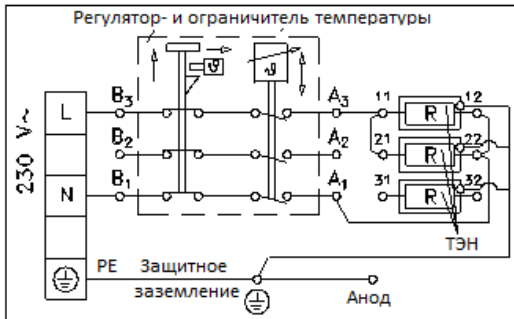 Регулятор- и ограничитель температуры
ϑ ϑ
230 V~
L B3 A3 11 R 12
B2 A2 21 R 22
N B1 A1 31 R 32
ТЭН
PE Защитное
заземление
Анод